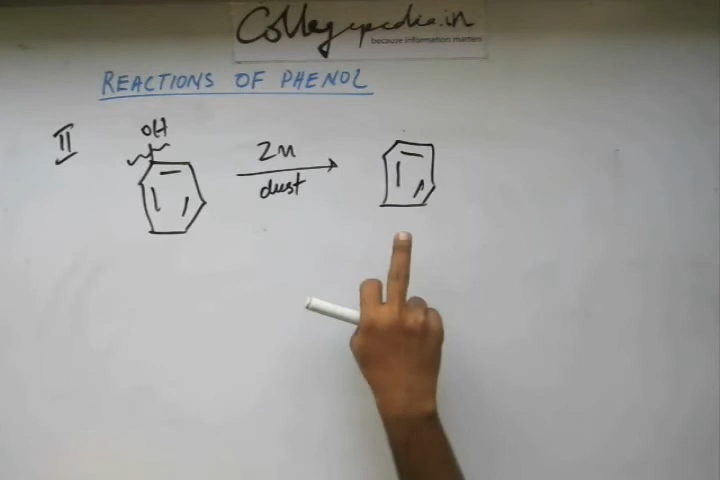 Collegepedia.in
because information matters
REACTIONS OF PHENOL
II
OH
Zn
dust